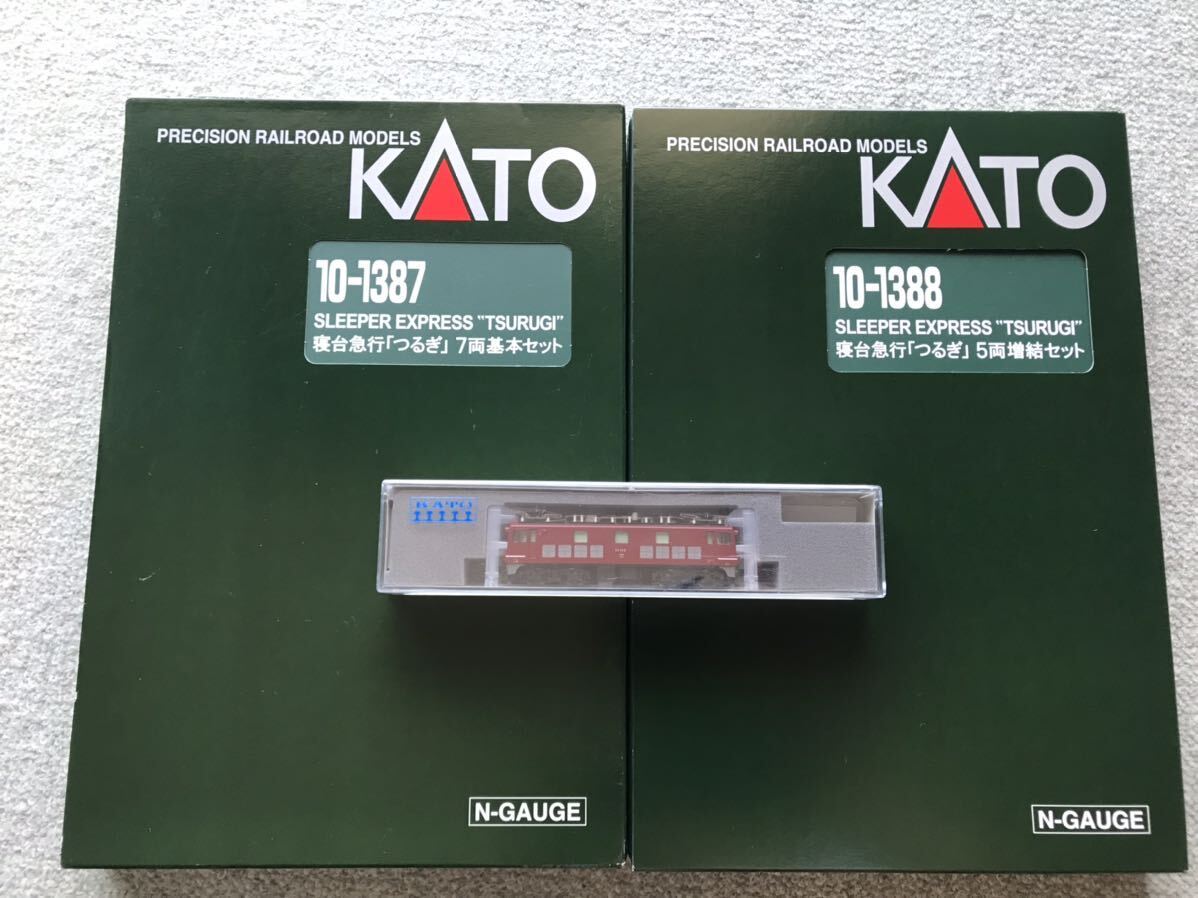 PRECISION RAILROAD MODELS
KATO
10-1387
SLEEPER EXPRESS "TSURUGI"
寝台急行「つるぎ」7両基本セット
N-GAUGE
PRECISION RAILROAD MODELS
KATO
10-1388
SLEEPER EXPRESS "TSURUGI"
寝台急行「つるぎ」5両増結セット
N-GAUGE
KATO